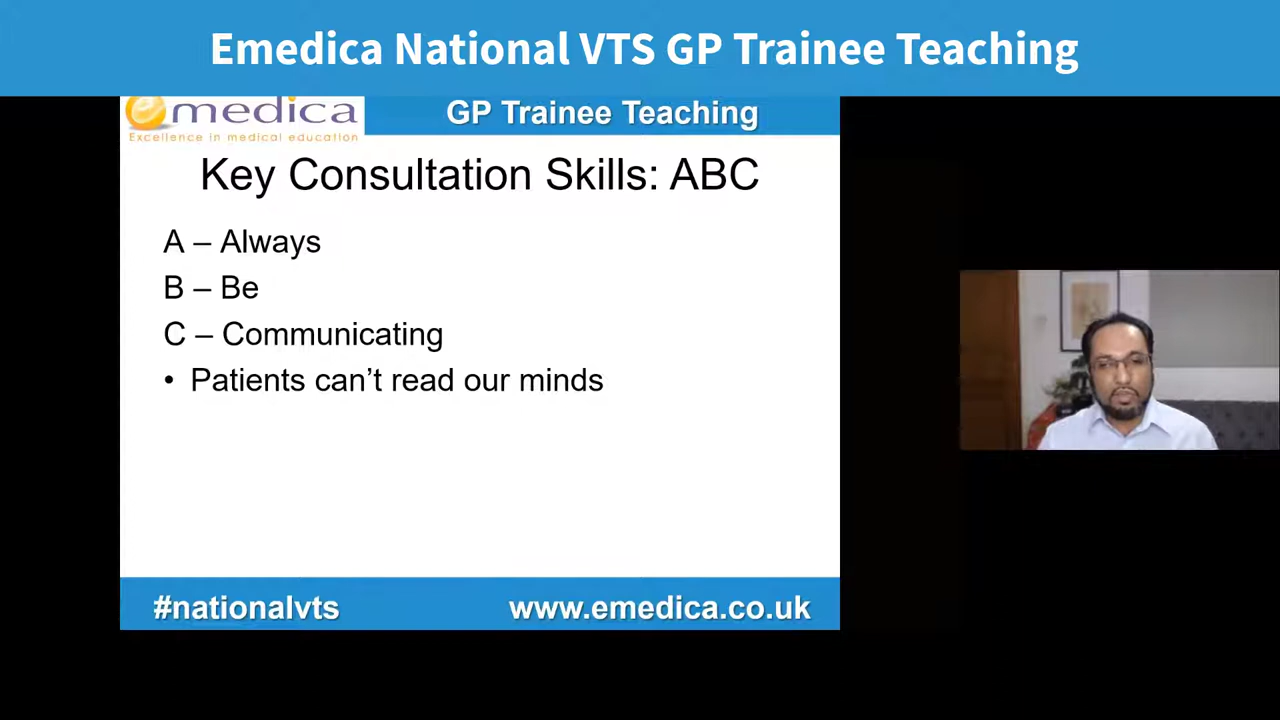 Emedica National VTS GP Trainee Teaching
emedica
Excellence in medical education
GP Trainee Teaching
Key Consultation Skills: ABC
A – Always
B – Be
C – Communicating
• Patients can’t read our minds
#nationalvts
www.emedica.co.uk